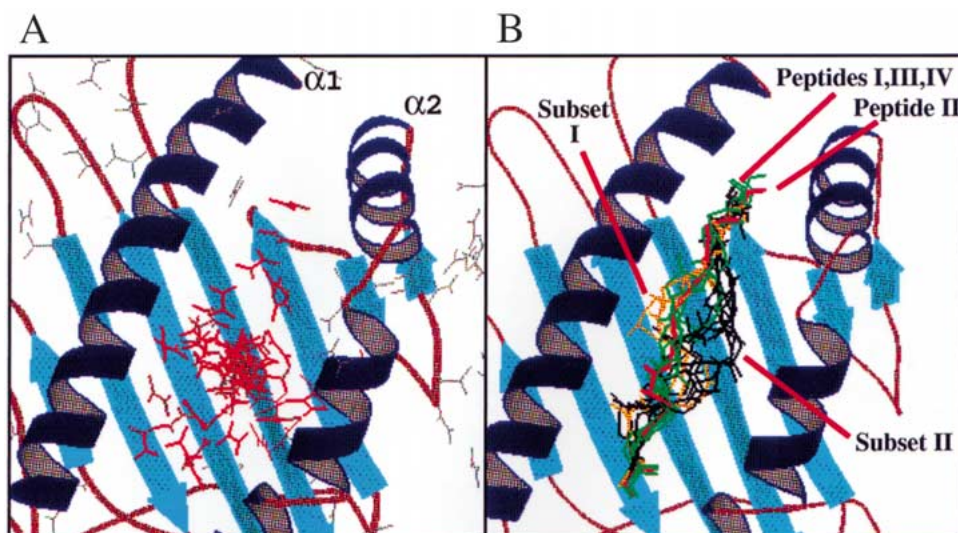 A
B
α1
α2
Peptides I,III,IV
Peptide II
Subset
I
Subset II